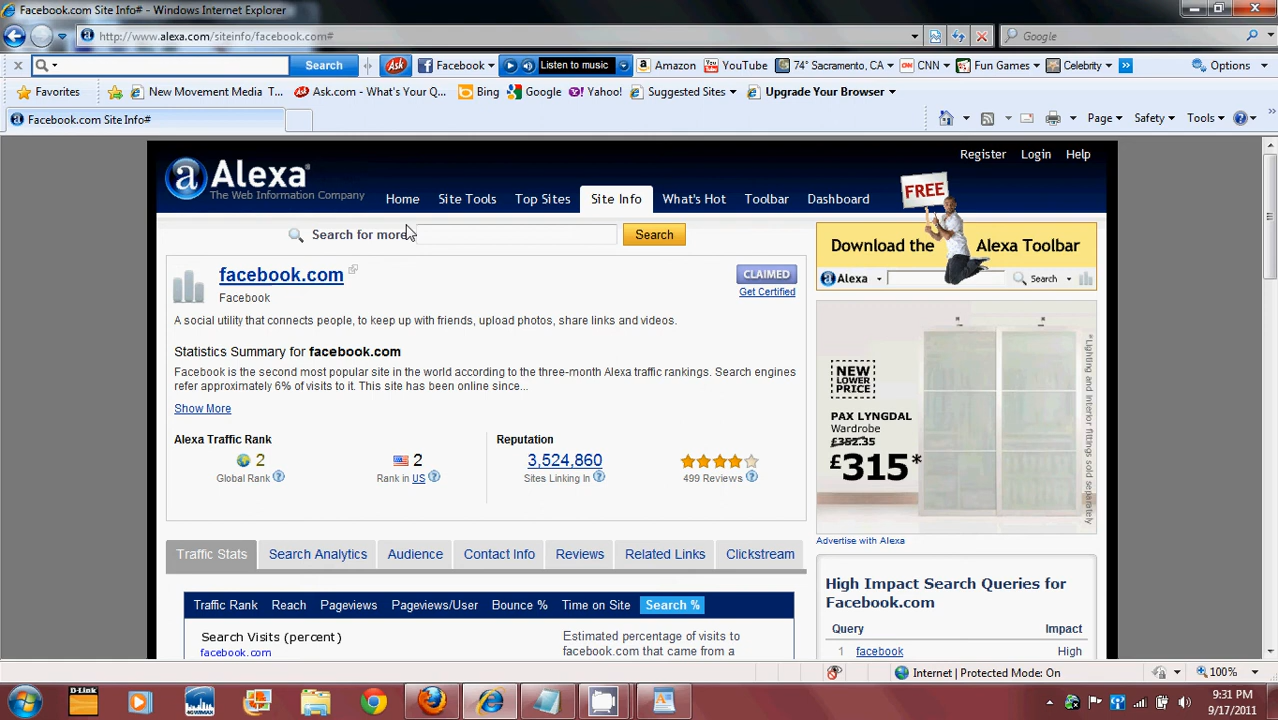 Facebook.com Site Info# - Windows Internet Explorer
http://www.alexa.com/siteinfo/facebook.com#
Google
Search
Ask
Facebook
Listen to music
Amazon
YouTube
74° Sacramento, CA
CNN
Fun Games
Celebrity
Options
Favorites
New Movement Media T...
Ask.com - What's Your Q...
Bing
Google
Yahoo!
Suggested Sites
Upgrade Your Browser
Facebook.com Site Info#
Page
Safety
Tools
Alexa
The Web Information Company
Register
Login
Help
Home
Site Tools
Top Sites
Site Info
What's Hot
Toolbar
Dashboard
FREE
Search for more
Search
Download the Alexa Toolbar
Alexa
Search
facebook.com
Facebook
CLAIMED
Get Certified
A social utility that connects people, to keep up with friends, upload photos, share links and videos.
Statistics Summary for facebook.com
Facebook is the second most popular site in the world according to the three-month Alexa traffic rankings. Search engines
refer approximately 6% of visits to it. This site has been online since...
Show More
Alexa Traffic Rank
2
Global Rank
2
Rank in US
Reputation
3,524,860
Sites Linking In
499 Reviews
NEW
LOWER
PRICE
PAX LYNGDAL
Wardrobe
£352.35
£315*
*Lighting and interior fittings sold separately
Advertise with Alexa
Traffic Stats
Search Analytics
Audience
Contact Info
Reviews
Related Links
Clickstream
Traffic Rank
Reach
Pageviews
Pageviews/User
Bounce %
Time on Site
Search %
Search Visits (percent)
facebook.com
Estimated percentage of visits to
facebook.com that came from a
High Impact Search Queries for
Facebook.com
Query
Impact
1 facebook
High
Internet | Protected Mode: On
100%
D-Link
4G WIMAX
9:31 PM
9/17/2011